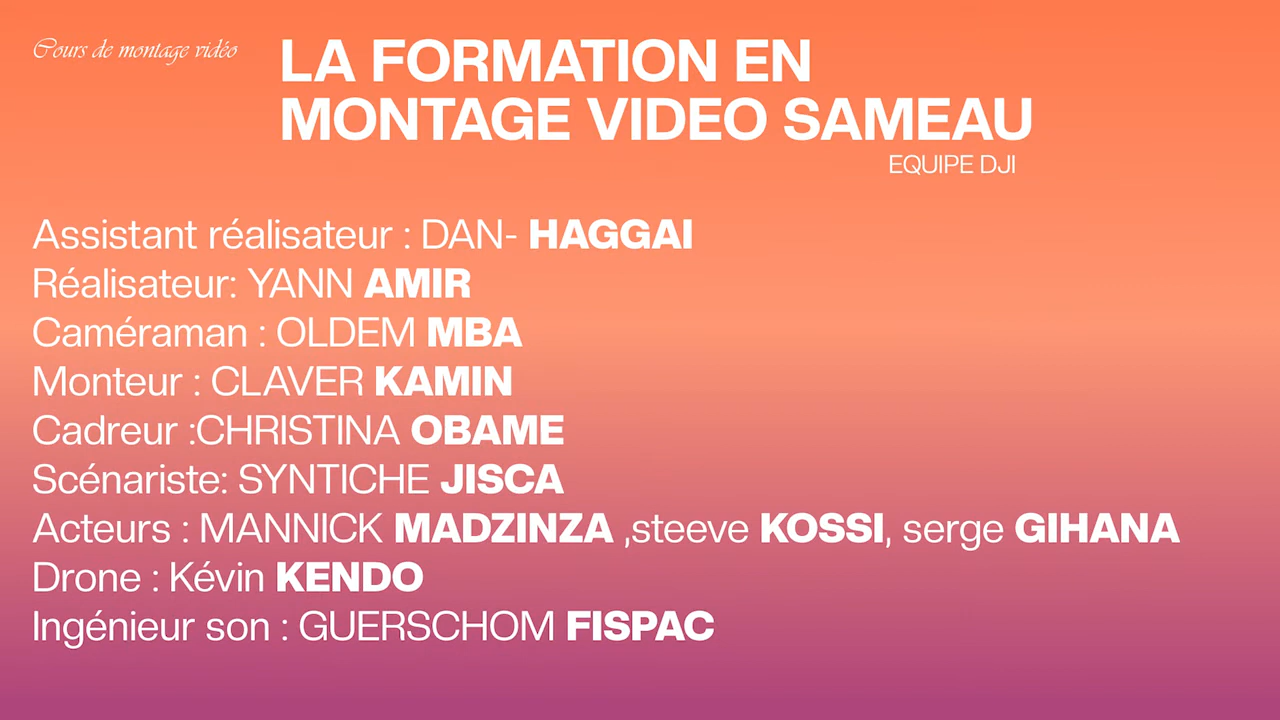 Cours de montage vidéo
LA FORMATION EN
MONTAGE VIDEO SAMEAU
EQUIPE DJI
Assistant réalisateur : DAN- HAGGAI
Réalisateur: YANN AMIR
Caméraman : OLDEM MBA
Monteur : CLAVER KAMIN
Cadreur :CHRISTINA OBAME
Scénariste: SYNTICHE JISCA
Acteurs : MANNICK MADZINZA ,steeve KOSSI, serge GIHANA
Drone : Kévin KENDO
Ingénieur son : GUERSCHOM FISPAC